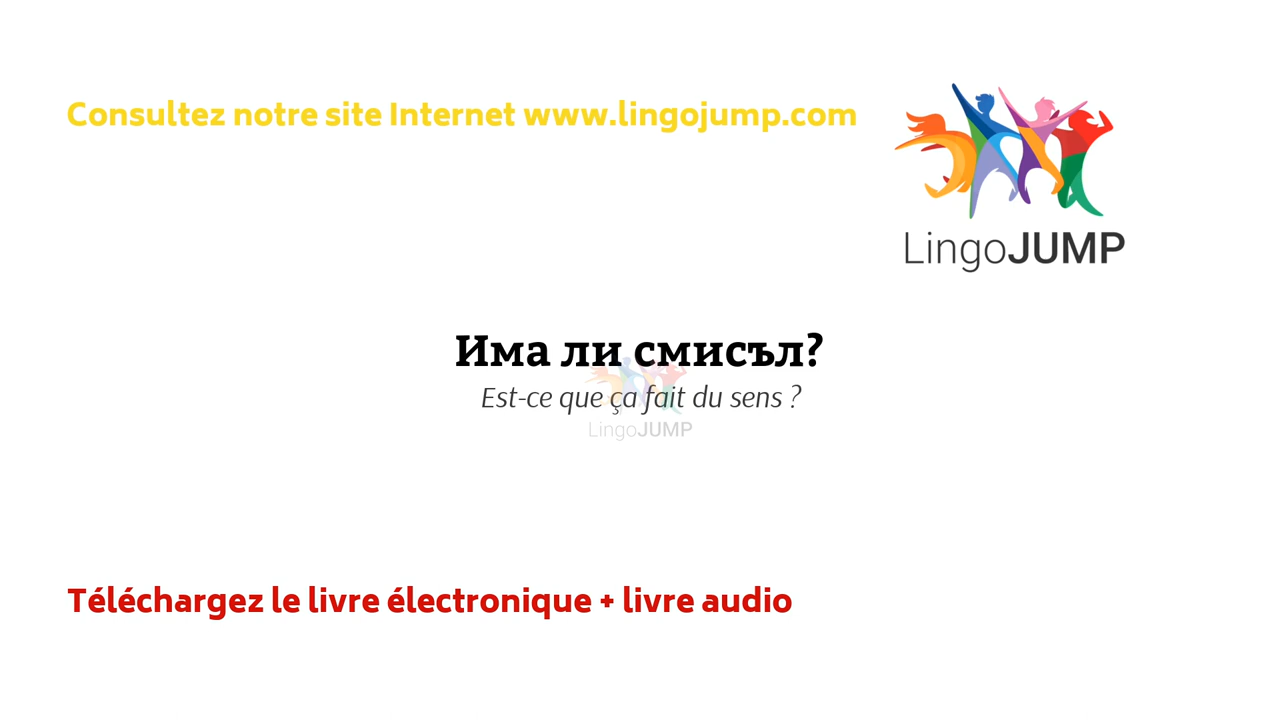 Consultez notre site Internet www.lingojump.com
LingoJUMP
Има ли смисъл?
Est-ce que ça fait du sens ?
LingoJUMP
Téléchargez le livre électronique + livre audio